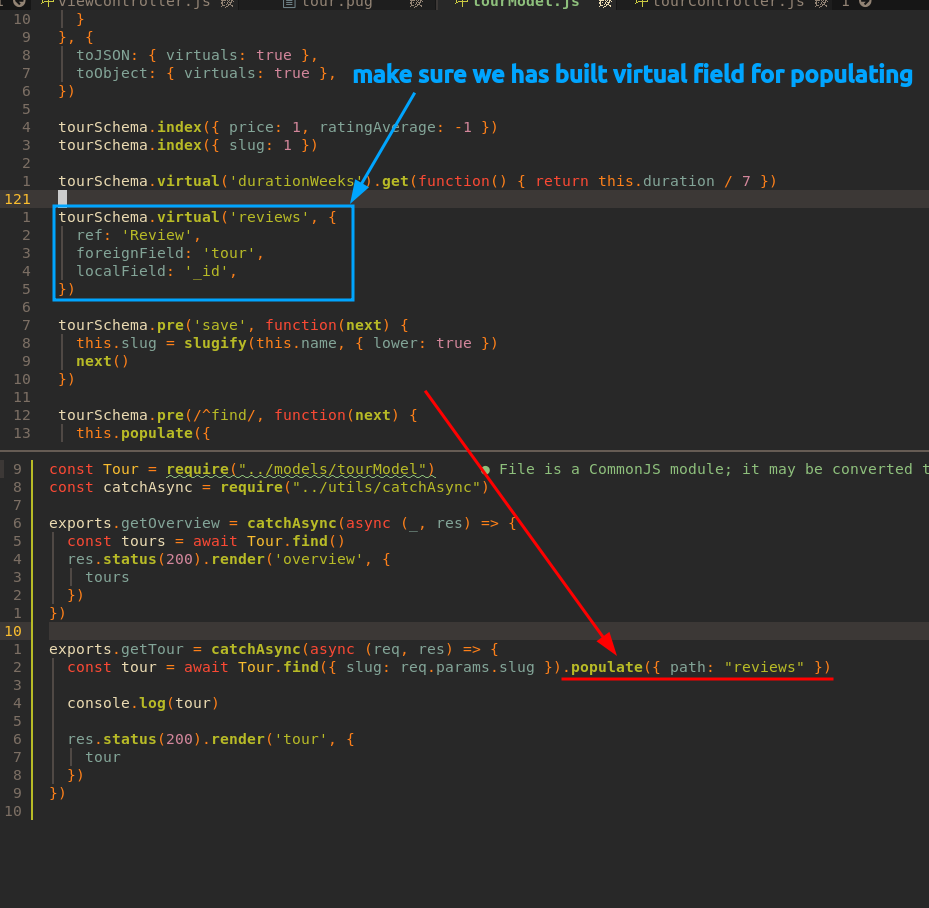 viewController.js tour.pug tourModel.js tourController.js 1
10 }
9 }, {
8 toJSON: { virtuals: true },
7 toObject: { virtuals: true },
make sure we has built virtual field for populating
6 })
5
4 tourSchema.index({ price: 1, ratingAverage: -1 })
3 tourSchema.index({ slug: 1 })
2
1 tourSchema.virtual('durationWeeks').get(function() { return this.duration / 7 })
121
1 tourSchema.virtual('reviews', {
2 ref: 'Review',
3 foreignField: 'tour',
4 localField: '_id',
5 })
6
7 tourSchema.pre('save', function(next) {
8 this.slug = slugify(this.name, { lower: true })
9 next()
10 })
11
12 tourSchema.pre(/^find/, function(next) {
13 this.populate({
9 const Tour = require("../models/tourModel") ● File is a CommonJS module; it may be converted t
8 const catchAsync = require("../utils/catchAsync")
7
6 exports.getOverview = catchAsync(async (_, res) => {
5 const tours = await Tour.find()
4 res.status(200).render('overview', {
3 tours
2 })
1 })
10
1 exports.getTour = catchAsync(async (req, res) => {
2 const tour = await Tour.find({ slug: req.params.slug }).populate({ path: "reviews" })
3
4 console.log(tour)
5
6 res.status(200).render('tour', {
7 tour
8 })
9 })
10